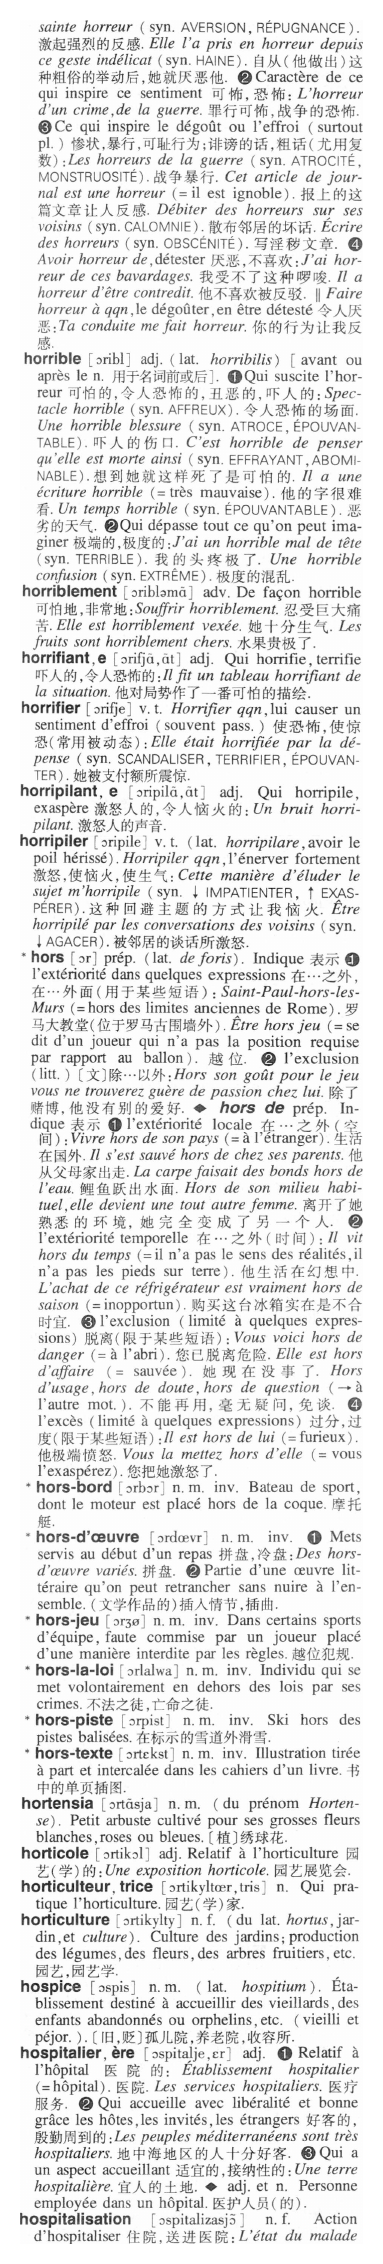 sainte horreur (syn. AVERSION, RÉPUGNANCE).
激起强烈的反感. Elle l'a pris en horreur depuis
ce geste indélicat (syn. HAINE). 自从(他做出)这
种粗俗的举动后,她就厌恶他. ❷Caractère de ce
qui inspire ce sentiment 可怖,恐怖: L'horreur
d'un crime,de la guerre. 罪行可怖,战争的恐怖.
❸Ce qui inspire le dégoût ou l'effroi (surtout
pl.) 惨状,暴行,可耻行为;诽谤的话,粗话(尤用复
数):Les horreurs de la guerre (syn. ATROCITÉ,
MONSTRUOSITÉ). 战争暴行. Cet article de jour-
nal est une horreur (= il est ignoble). 报上的这
篇文章让人反感. Débiter des horreurs sur ses
voisins (syn. CALOMNIE). 散布邻居的坏话. Écrire
des horreurs (syn. OBSCÉNITÉ). 写淫秽文章. ❹
Avoir horreur de,détester 厌恶,不喜欢:J'ai hor-
reur de ces bavardages. 我受不了这种啰唆. Il a
horreur d'être contredit. 他不喜欢被反驳. ‖ Faire
horreur à qqn,le dégoûter,en être détesté 令人厌
恶:Ta conduite me fait horreur. 你的行为让我反
感.
horrible [ɔribl] adj. (lat. horribilis) [avant ou
après le n. 用于名词前或后]. ❶Qui suscite l'hor-
reur 可怕的,令人恐怖的,丑恶的,吓人的:Spec-
tacle horrible (syn. AFFREUX). 令人恐怖的场面.
Une horrible blessure (syn. ATROCE, ÉPOUVAN-
TABLE). 吓人的伤口. C'est horrible de penser
qu'elle est morte ainsi (syn. EFFRAYANT, ABOMI-
NABLE). 想到她就这样死了是可怕的. Il a une
écriture horrible (= très mauvaise). 他的字很难
看. Un temps horrible (syn. ÉPOUVANTABLE). 恶
劣的天气. ❷Qui dépasse tout ce qu'on peut ima-
giner 极端的,极度的:J'ai un horrible mal de tête
(syn. TERRIBLE). 我的头疼极了. Une horrible
confusion (syn. EXTRÊME). 极度的混乱.
horriblement [ɔribləmɑ̃] adv. De façon horrible
可怕地,非常地:Souffrir horriblement. 忍受巨大痛
苦. Elle est horriblement vexée. 她十分生气. Les
fruits sont horriblement chers. 水果贵极了.
horrifiant, e [ɔrifjɑ̃, ɑ̃t] adj. Qui horrifie, terrifie
吓人的,令人恐怖的:Il fit un tableau horrifiant de
la situation. 他对局势作了一番可怕的描绘.
horrifier [ɔrifje] v. t. Horrifier qqn,lui causer un
sentiment d'effroi (souvent pass.) 使恐怖,使惊
恐(常用被动态):Elle était horrifiée par la dé-
pense (syn. SCANDALISER, TERRIFIER, ÉPOUVAN-
TER). 她被支付额所震惊.
horripilant, e [ɔripilɑ̃,ɑ̃t] adj. Qui horripile,
exaspère 激怒人的,令人恼火的:Un bruit horri-
pilant. 激怒人的声音.
horripiler [ɔripile] v. t. (lat. horripilare,avoir le
poil hérissé). Horripiler qqn,l'énerver fortement
激怒,使恼火,使生气:Cette manière d'éluder le
sujet m'horripile (syn. ↓ IMPATIENTER, ↑ EXAS-
PÉRER).这种回避主题的方式让我恼火. Être
horripilé par les conversations des voisins (syn.
↓AGACER). 被邻居的谈话所激怒.
* hors [ɔr] prép. (lat. de foris). Indique 表示 ❶
l'extériorité dans quelques expressions 在…之外,
在…外面(用于某些短语): Saint-Paul-hors-les-
Murs (= hors des limites anciennes de Rome). 罗
马大教堂(位于罗马古围墙外). Être hors jeu (= se
dit d'un joueur qui n'a pas la position requise
par rapport au ballon). 越位. ❷ l'exclusion
(litt.) [文]除…以外:Hors son goût pour le jeu
vous ne trouverez guère de passion chez lui. 除了
赌博,他没有别的爱好. ◆ hors de prép. In-
dique 表示 ❶ l'extériorité locale 在…之外(空
间):Vivre hors de son pays (= à l'étranger). 生活
在国外. Il s'est sauvé hors de chez ses parents. 他
从父母家出走. La carpe faisait des bonds hors de
l'eau. 鲤鱼跃出水面. Hors de son milieu habi-
tuel,elle devient une tout autre femme. 离开了她
熟悉的环境, 她完全变成了另一个人. ❷
l'extériorité temporelle 在…之外(时间): Il vit
hors du temps (= il n'a pas le sens des réalités,il
n'a pas les pieds sur terre). 他生活在幻想中.
L'achat de ce réfrigérateur est vraiment hors de
saison (= inopportun). 购买这台冰箱实在是不合
时宜. ❸l'exclusion (limité à quelques expres-
sions) 脱离(限于某些短语):Vous voici hors de
danger (= à l'abri). 您已脱离危险. Elle est hors
d'affaire (= sauvée). 她现在没事了. Hors
d'usage, hors de doute, hors de question (→ à
l'autre mot.). 不能再用,毫无疑问,免谈. ❹
l'excès (limité à quelques expressions) 过分,过
度(限于某些短语):Il est hors de lui (= furieux).
他极端愤怒. Vous la mettez hors d'elle (= vous
l'exaspérez). 您把她激怒了.
* hors-bord [ɔrbɔr] n. m. inv. Bateau de sport,
dont le moteur est placé hors de la coque. 摩托
艇.
* hors-d'œuvre [ɔrdœvr] n. m. inv. ❶ Mets
servis au début d'un repas 拼盘,冷盘:Des hors-
d'œuvre variés. 拼盘. ❷Partie d'une œuvre lit-
téraire qu'on peut retrancher sans nuire à l'en-
semble. (文学作品的)插人情节,插曲.
* hors-jeu [ɔrʒø] n. m. inv. Dans certains sports
d'équipe, faute commise par un joueur placé
d'une manière interdite par les règles. 越位犯规.
* hors-la-loi [ɔrlalwa] n. m. inv. Individu qui se
met volontairement en dehors des lois par ses
crimes. 不法之徒,亡命之徒.
* hors-piste [ɔrpist] n. m. inv. Ski hors des
pistes balisées. 在标示的雪道外滑雪.
* hors-texte [ɔrtɛkst] n. m. inv. Illustration tirée
à part et intercalée dans les cahiers d'un livre. 书
中的单页插图.
hortensia [ɔrtɑ̃sja] n. m. (du prénom Horten-
se). Petit arbuste cultivé pour ses grosses fleurs
blanches,roses ou bleues. [植]绣球花.
horticole [ɔrtikɔl] adj. Relatif à l'horticulture 园
艺(学)的:Une exposition horticole. 园艺展览会.
horticulteur, trice [ɔrtikyltœr,tris] n. Qui pra-
tique l'horticulture. 园艺(学)家.
horticulture [ɔrtikyltyr] n. f. (du lat. hortus,jar-
din,et culture). Culture des jardins; production
des légumes,des fleurs,des arbres fruitiers, etc.
园艺,园艺学.
hospice [ɔspis] n. m. (lat. hospitium). Éta-
blissement destiné à accueillir des vieillards,des
enfants abandonnés ou orphelins,etc. (vieilli et
péjor.). [旧,贬]孤儿院,养老院,收容所.
hospitalier, ère [ɔspitalje,ɛr] adj. ❶Relatif à
l'hôpital 医院的: Établissement hospitalier
(= hôpital). 医院. Les services hospitaliers. 医疗
服务. ❷ Qui accueille avec libéralité et bonne
grâce les hôtes,les invités,les étrangers 好客的,
殷勤周到的:Les peuples méditerranéens sont très
hospitaliers. 地中海地区的人十分好客. ❸Qui a
un aspect accueillant 适宜的,接纳性的:Une terre
hospitalière. 宜人的土地. ◆ adj. et n. Personne
employée dans un hôpital. 医护人员(的).
hospitalisation [ɔspitalizasjɔ̃] n. f. Action
d'hospitaliser 住院,送进医院:L'état du malade